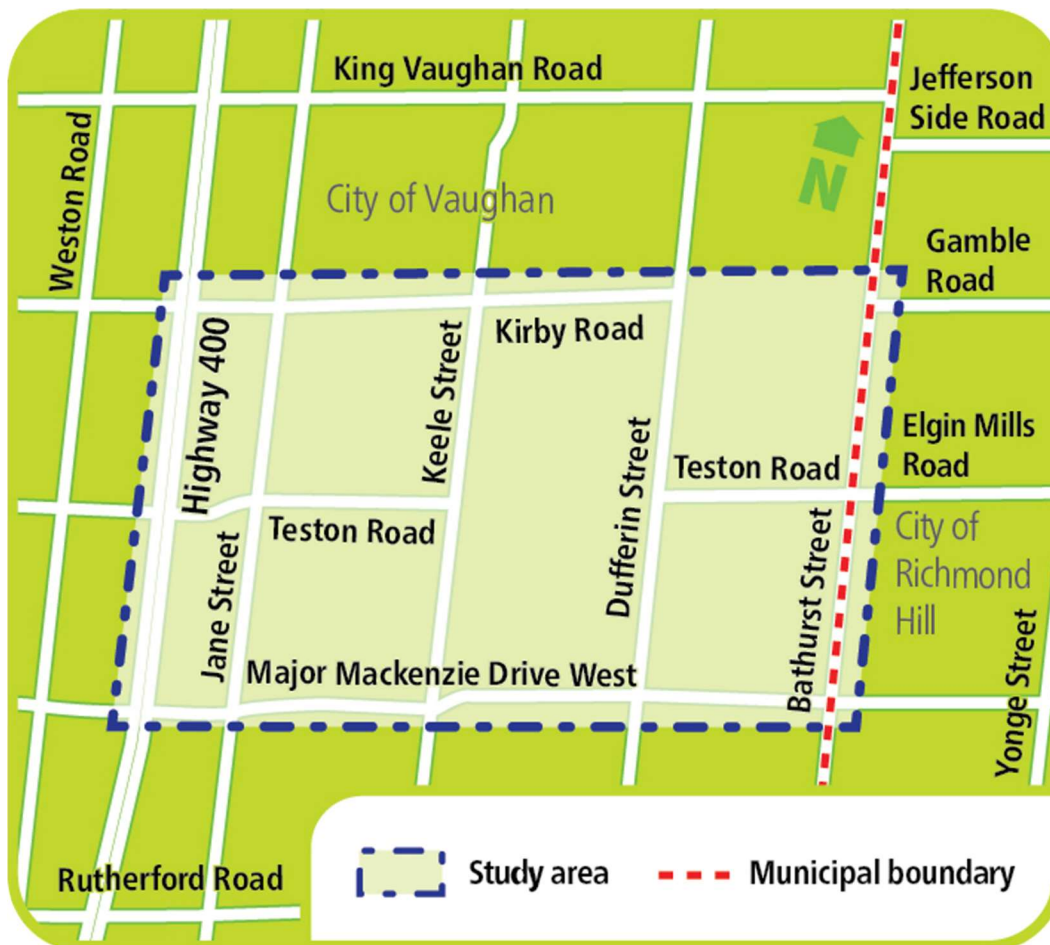 King Vaughan Road
Jefferson
Side Road
Weston Road
City of Vaughan
N
Gamble
Road
Highway 400
Keele Street
Kirby Road
Dufferin Street
Teston Road
Elgin Mills
Road
Teston Road
Jane Street
Bathurst Street
City of
Richmond
Hill
Major Mackenzie Drive West
Yonge Street
Rutherford Road
Study area
Municipal boundary